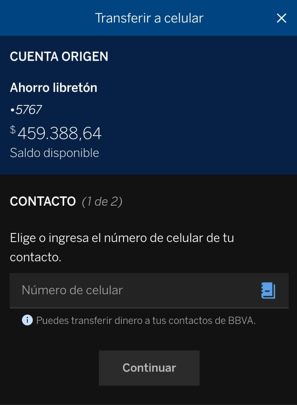 Transferir a celular
CUENTA ORIGEN
Ahorro libretón
•5767
$459.388,64
Saldo disponible
CONTACTO (1 de 2)
Elige o ingresa el número de celular de tu
contacto.
Número de celular
Puedes transferir dinero a tus contactos de BBVA.
Continuar